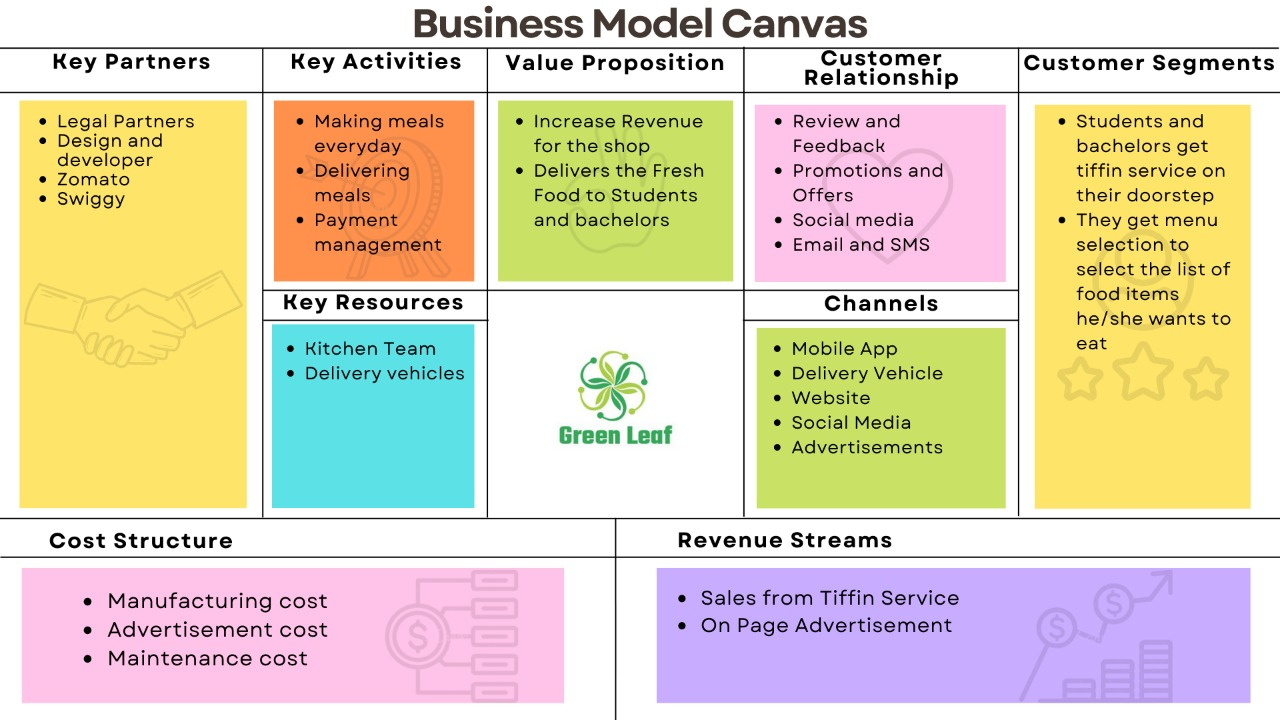 Business Model Canvas
Key Partners
• Legal Partners
• Design and
developer
• Zomato
• Swiggy
Key Activities
• Making meals
everyday
• Delivering
meals
• Payment
management
Key Resources
• Kitchen Team
• Delivery vehicles
Value Proposition
• Increase Revenue
for the shop
• Delivers the Fresh
Food to Students
and bachelors
Green Leaf
Customer
Relationship
• Review and
Feedback
• Promotions and
Offers
• Social media
• Email and SMS
Channels
• Mobile App
• Delivery Vehicle
• Website
• Social Media
• Advertisements
Customer Segments
• Students and
bachelors get
tiffin service on
their doorstep
• They get menu
selection to
select the list of
food items
he/she wants to
eat
Cost Structure
• Manufacturing cost
• Advertisement cost
• Maintenance cost
$
Revenue Streams
• Sales from Tiffin Service
• On Page Advertisement
$
$